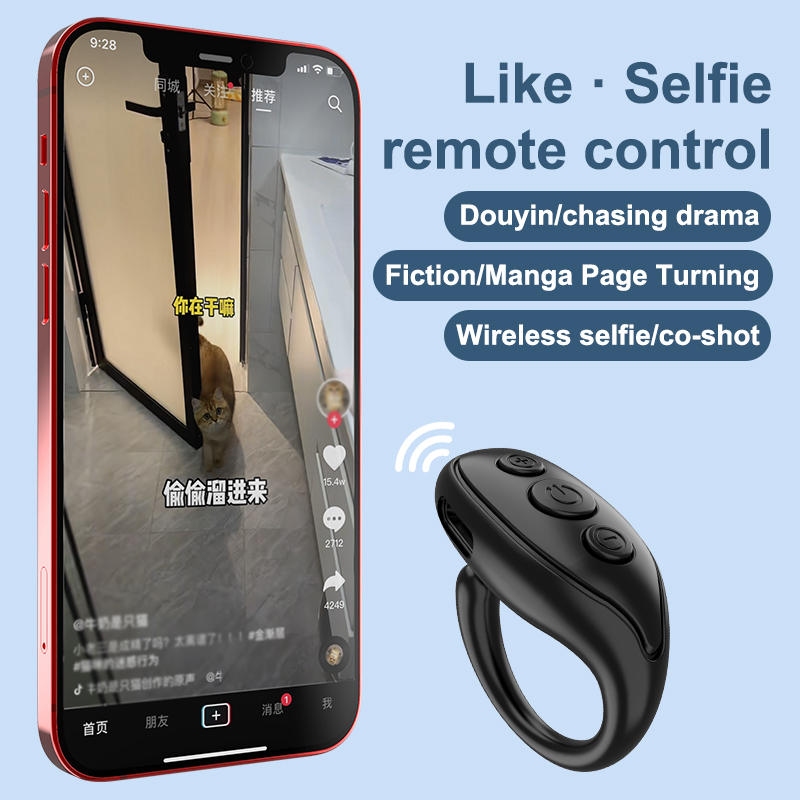 9:28
同城 关注 推荐
Like · Selfie
remote control
Douyin/chasing drama
Fiction/Manga Page Turning
Wireless selfie/co-shot
你在干嘛
偷偷溜进来
15.4w
2712
4249
@牛奶是只猫
小老三是成精了吗？太离谱了！！！#金渐层
#猫咪的迷惑行为
牛奶是只猫创作的原声 @牛
首页 朋友 消息 1 我